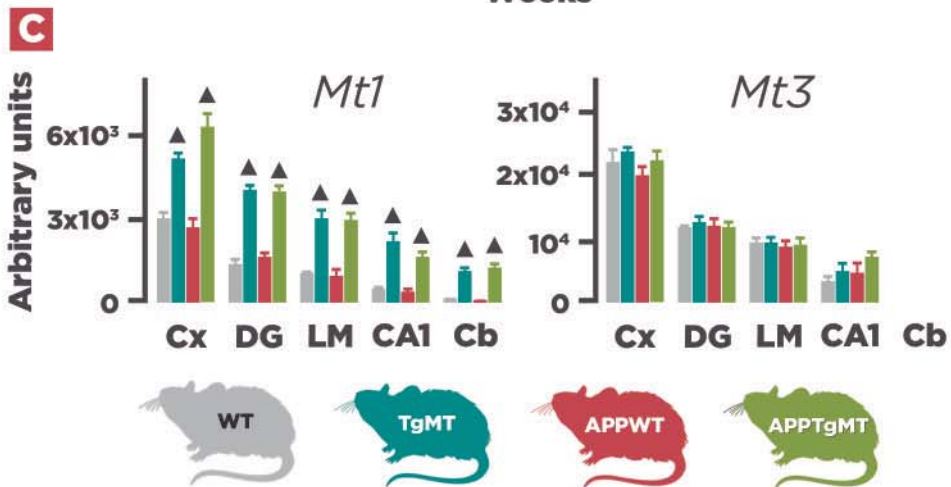 Weeks
C
Mt1
Mt3
Arbitrary units
6x10³
3x10³
0
3x10⁴
2x10⁴
10⁴
0
Cx DG LM CA1 Cb
Cx DG LM CA1 Cb
WT TgMT APPWT APPTgMT